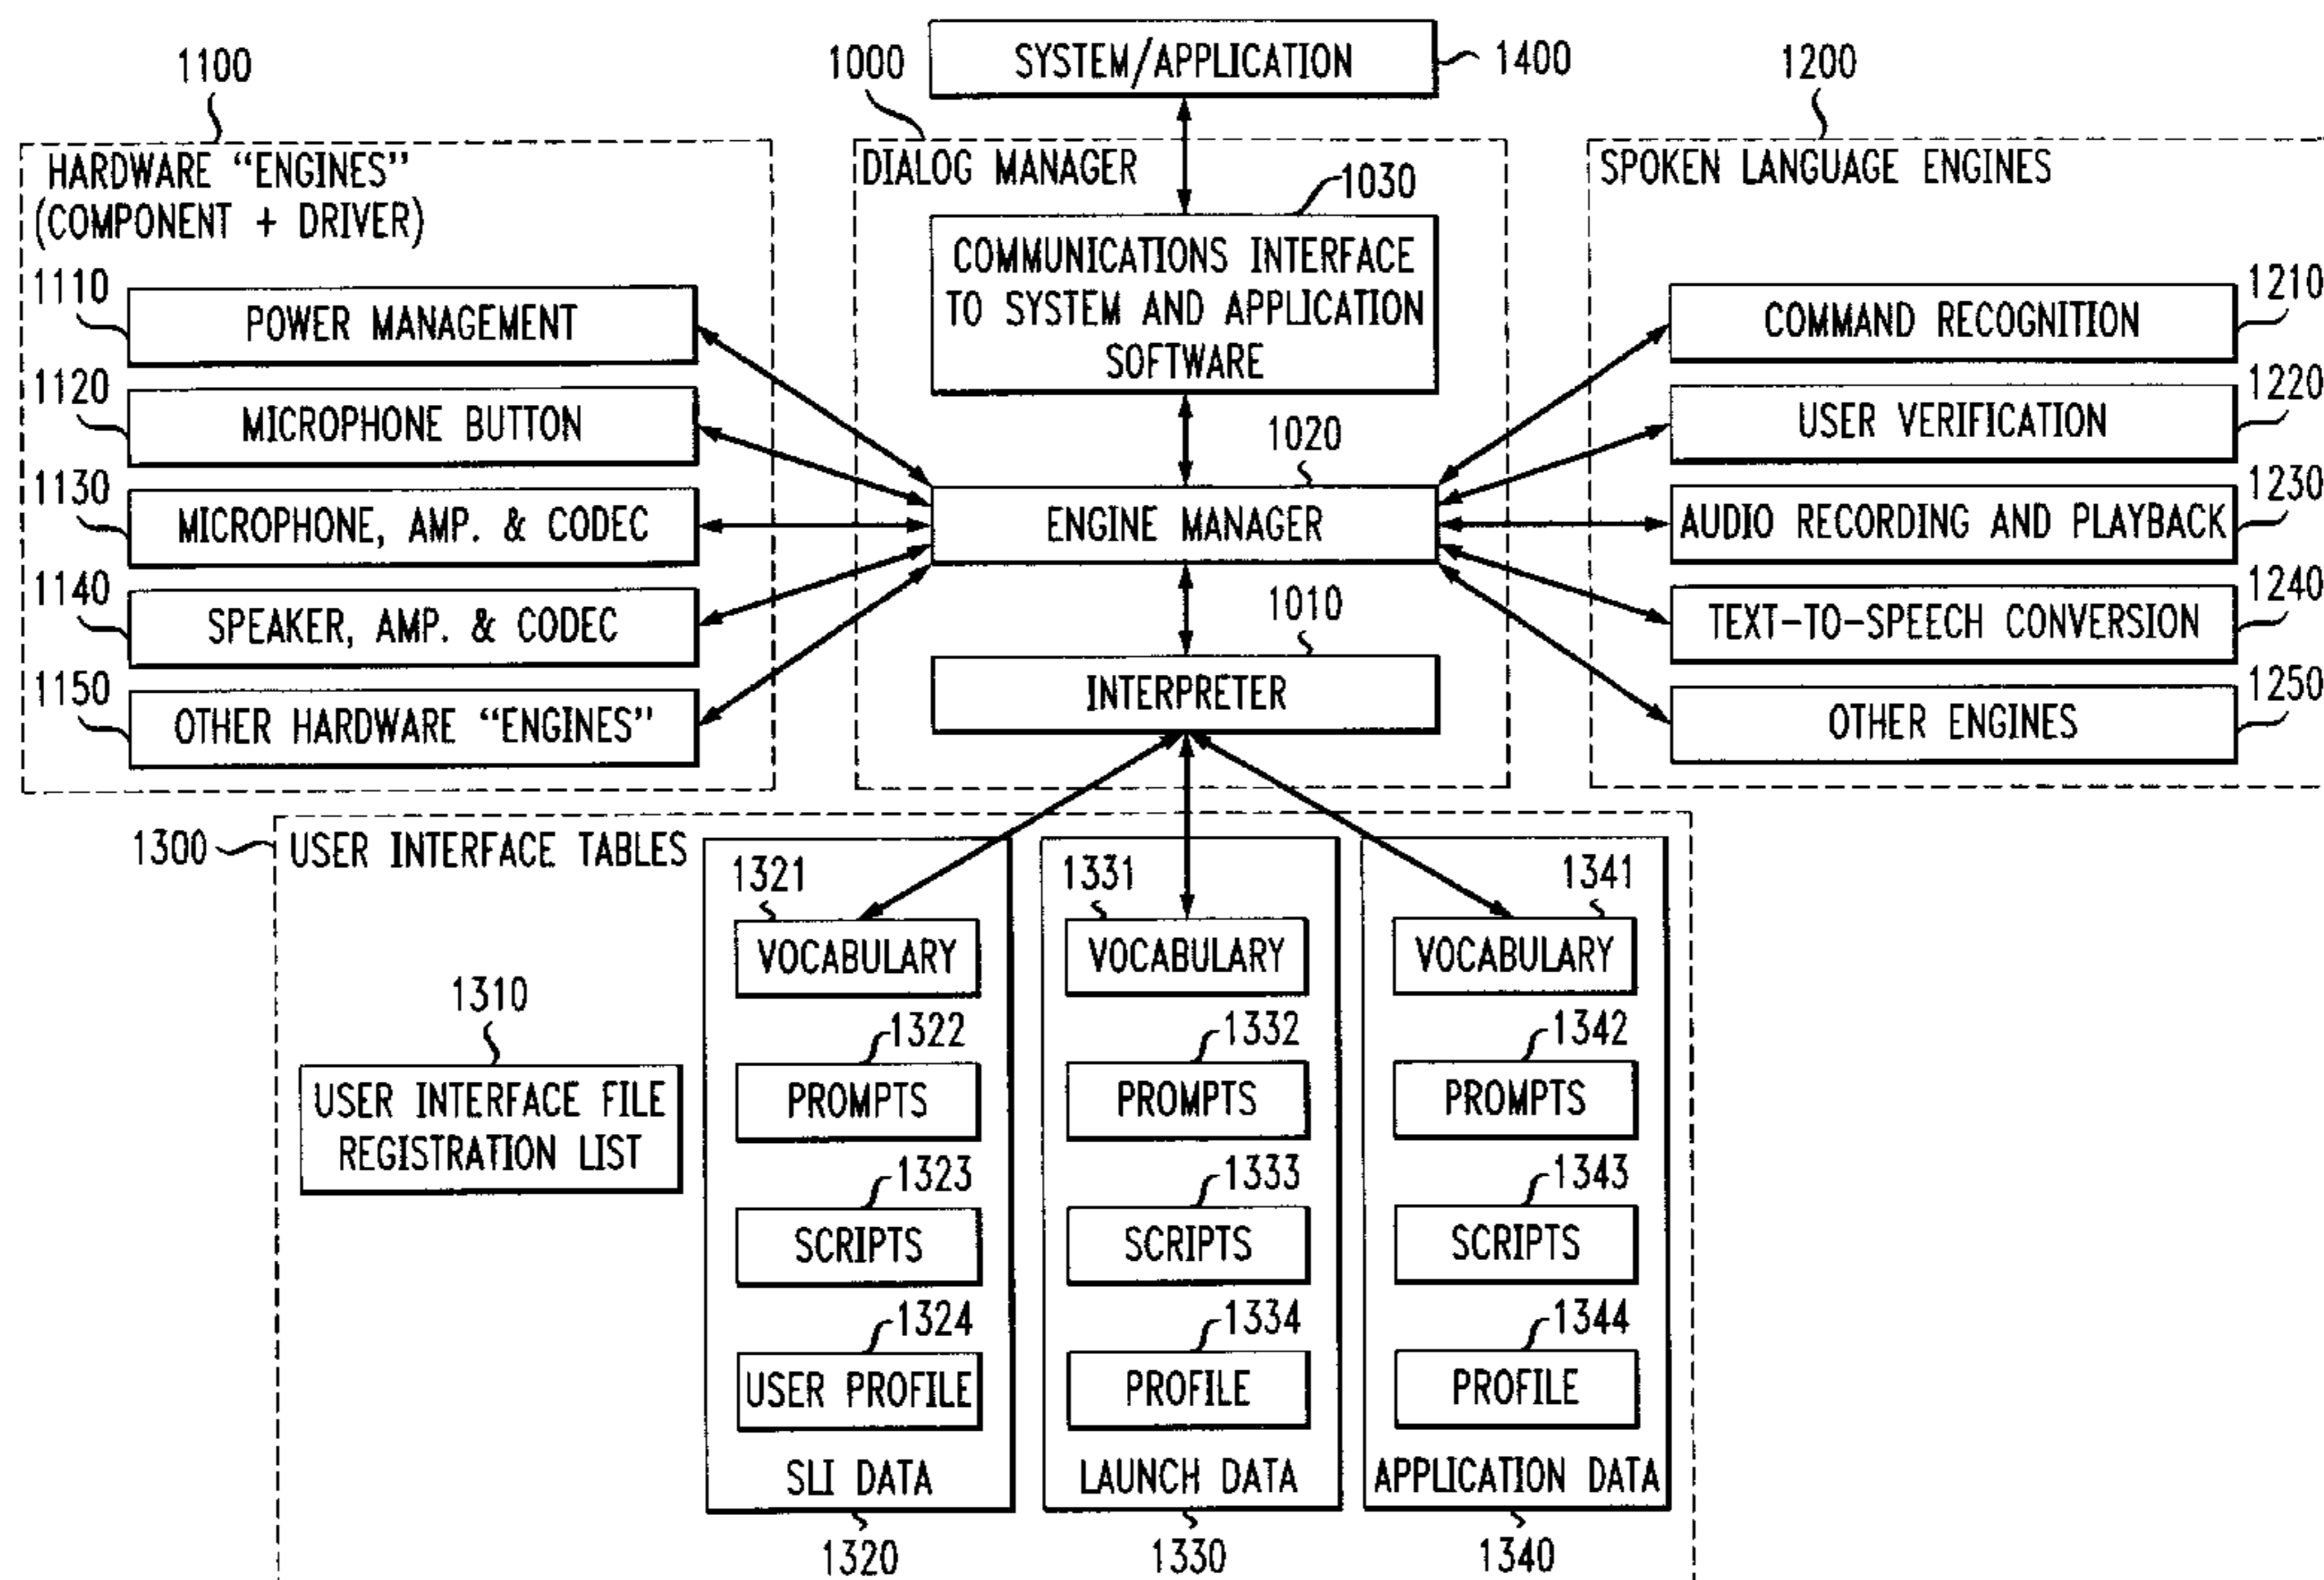 SYSTEM/APPLICATION
1400
1100
1000
1200
HARDWARE “ENGINES”
(COMPONENT + DRIVER)
1110
POWER MANAGEMENT
1120
MICROPHONE BUTTON
1130
MICROPHONE, AMP. & CODEC
1140
SPEAKER, AMP. & CODEC
1150
OTHER HARDWARE “ENGINES”
DIALOG MANAGER
1030
COMMUNICATIONS INTERFACE
TO SYSTEM AND APPLICATION
SOFTWARE
1020
ENGINE MANAGER
1010
INTERPRETER
SPOKEN LANGUAGE ENGINES
1210
COMMAND RECOGNITION
1220
USER VERIFICATION
1230
AUDIO RECORDING AND PLAYBACK
1240
TEXT-TO-SPEECH CONVERSION
1250
OTHER ENGINES
1300
USER INTERFACE TABLES
1310
USER INTERFACE FILE
REGISTRATION LIST
1321
VOCABULARY
1322
PROMPTS
1323
SCRIPTS
1324
USER PROFILE
SLI DATA
1320
1331
VOCABULARY
1332
PROMPTS
1333
SCRIPTS
1334
PROFILE
LAUNCH DATA
1330
1341
VOCABULARY
1342
PROMPTS
1343
SCRIPTS
1344
PROFILE
APPLICATION DATA
1340